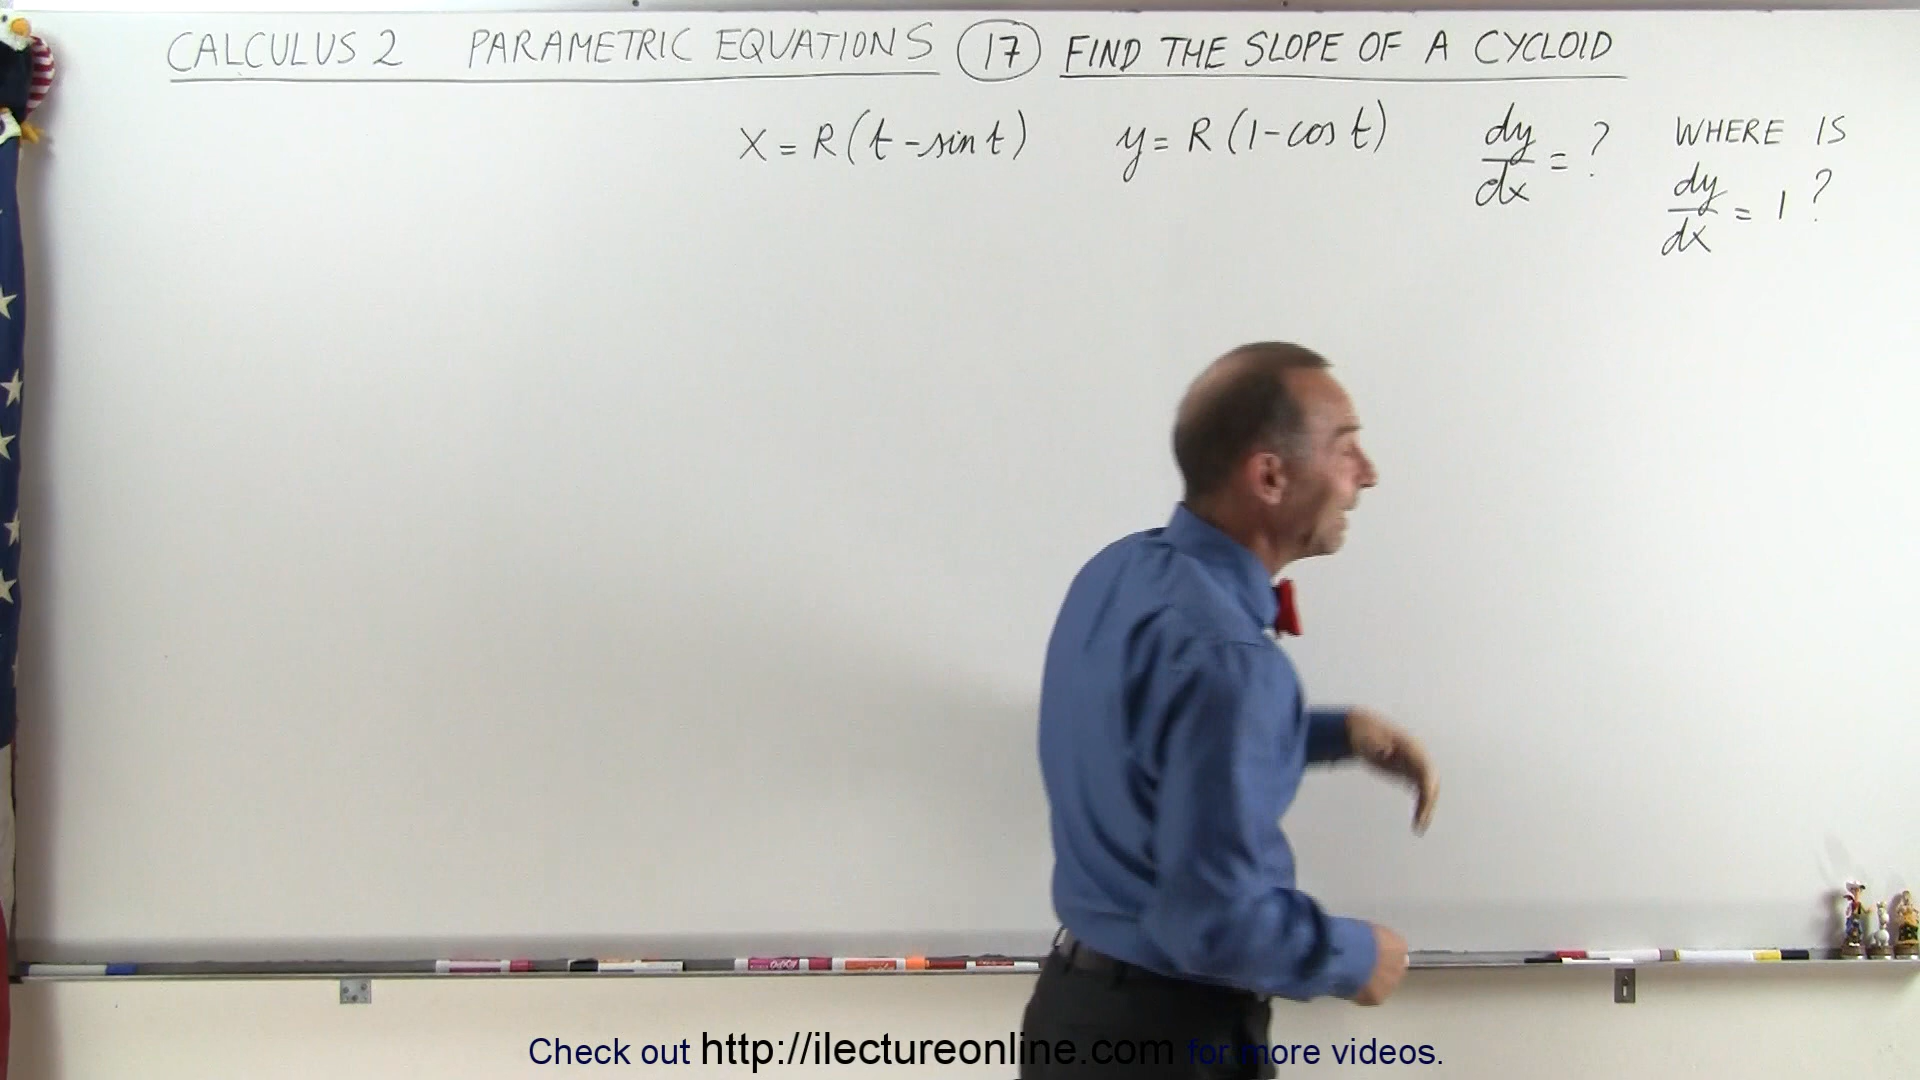 CALCULUS 2 PARAMETRIC EQUATIONS 17 FIND THE SLOPE OF A CYCLOID
x = R(t - sin t) y = R(1 - cos t) dy/dx = ? WHERE IS
dy/dx = 1 ?
Check out http://ilectureonline.com for more videos.